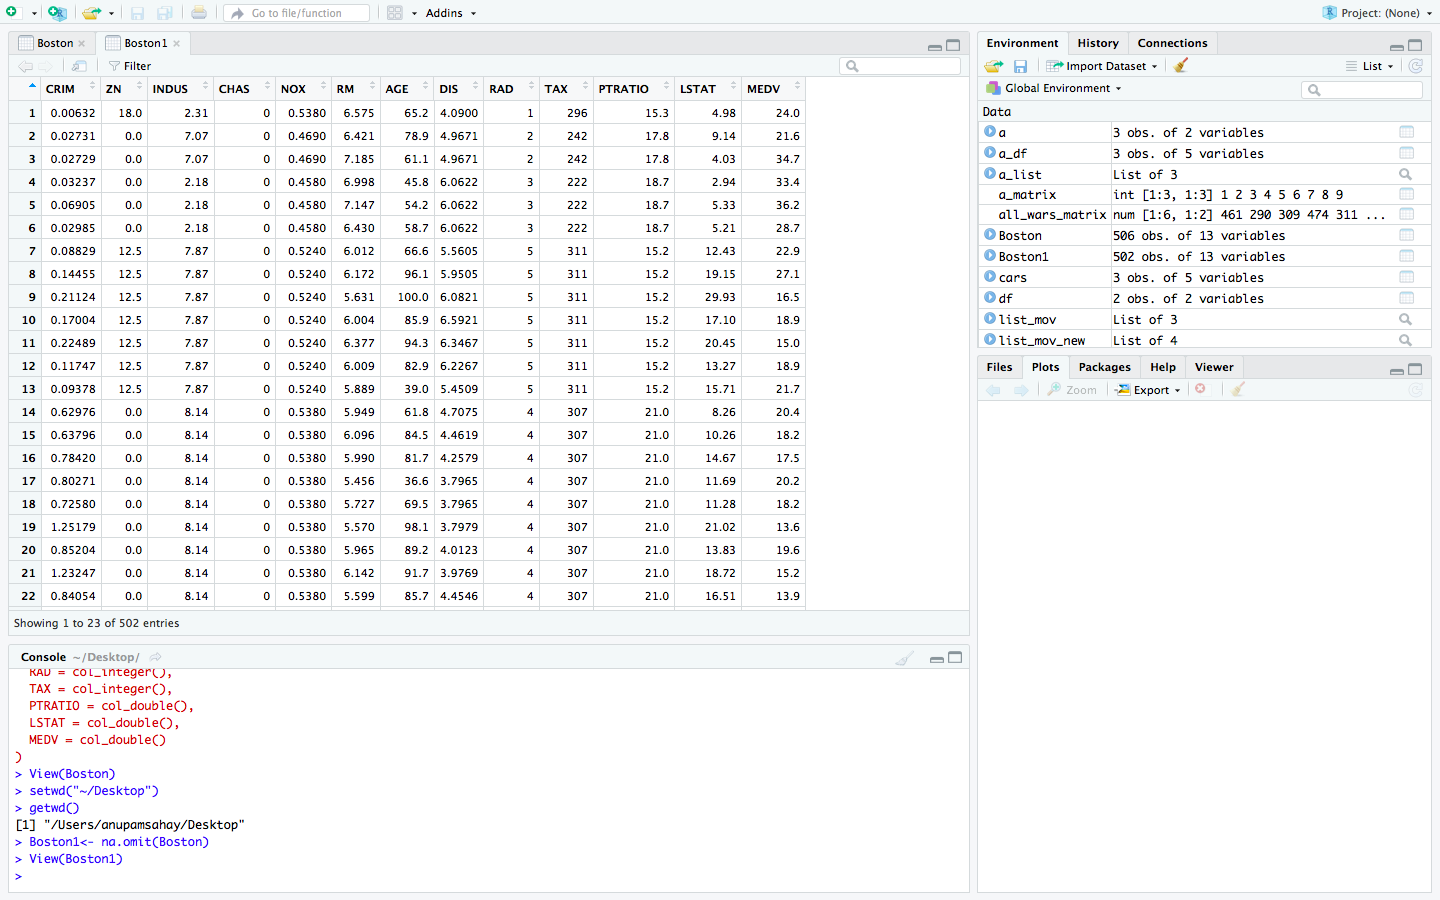 Go to file/function
Addins
Project: (None)
Boston
Boston1
Filter
CRIM ZN INDUS CHAS NOX RM AGE DIS RAD TAX PTRATIO LSTAT MEDV
1 0.00632 18.0 2.31 0 0.5380 6.575 65.2 4.0900 1 296 15.3 4.98 24.0
2 0.02731 0.0 7.07 0 0.4690 6.421 78.9 4.9671 2 242 17.8 9.14 21.6
3 0.02729 0.0 7.07 0 0.4690 7.185 61.1 4.9671 2 242 17.8 4.03 34.7
4 0.03237 0.0 2.18 0 0.4580 6.998 45.8 6.0622 3 222 18.7 2.94 33.4
5 0.06905 0.0 2.18 0 0.4580 7.147 54.2 6.0622 3 222 18.7 5.33 36.2
6 0.02985 0.0 2.18 0 0.4580 6.430 58.7 6.0622 3 222 18.7 5.21 28.7
7 0.08829 12.5 7.87 0 0.5240 6.012 66.6 5.5605 5 311 15.2 12.43 22.9
8 0.14455 12.5 7.87 0 0.5240 6.172 96.1 5.9505 5 311 15.2 19.15 27.1
9 0.21124 12.5 7.87 0 0.5240 5.631 100.0 6.0821 5 311 15.2 29.93 16.5
10 0.17004 12.5 7.87 0 0.5240 6.004 85.9 6.5921 5 311 15.2 17.10 18.9
11 0.22489 12.5 7.87 0 0.5240 6.377 94.3 6.3467 5 311 15.2 20.45 15.0
12 0.11747 12.5 7.87 0 0.5240 6.009 82.9 6.2267 5 311 15.2 13.27 18.9
13 0.09378 12.5 7.87 0 0.5240 5.889 39.0 5.4509 5 311 15.2 15.71 21.7
14 0.62976 0.0 8.14 0 0.5380 5.949 61.8 4.7075 4 307 21.0 8.26 20.4
15 0.63796 0.0 8.14 0 0.5380 6.096 84.5 4.4619 4 307 21.0 10.26 18.2
16 0.78420 0.0 8.14 0 0.5380 5.990 81.7 4.2579 4 307 21.0 14.67 17.5
17 0.80271 0.0 8.14 0 0.5380 5.456 36.6 3.7965 4 307 21.0 11.69 20.2
18 0.72580 0.0 8.14 0 0.5380 5.727 69.5 3.7965 4 307 21.0 11.28 18.2
19 1.25179 0.0 8.14 0 0.5380 5.570 98.1 3.7979 4 307 21.0 21.02 13.6
20 0.85204 0.0 8.14 0 0.5380 5.965 89.2 4.0123 4 307 21.0 13.83 19.6
21 1.23247 0.0 8.14 0 0.5380 6.142 91.7 3.9769 4 307 21.0 18.72 15.2
22 0.84054 0.0 8.14 0 0.5380 5.599 85.7 4.4546 4 307 21.0 16.51 13.9
Showing 1 to 23 of 502 entries
Console ~/Desktop/
RAD = col_integer(),
TAX = col_integer(),
PTRATIO = col_double(),
LSTAT = col_double(),
MEDV = col_double()
)
> View(Boston)
> setwd("~/Desktop")
> getwd()
[1] "/Users/anupamsahay/Desktop"
> Boston1<- na.omit(Boston)
> View(Boston1)
>
Environment History Connections
Import Dataset List
Global Environment
Data
a 3 obs. of 2 variables
a_df 3 obs. of 5 variables
a_list List of 3
a_matrix int [1:3, 1:3] 1 2 3 4 5 6 7 8 9
all_wars_matrix num [1:6, 1:2] 461 290 309 474 311 ...
Boston 506 obs. of 13 variables
Boston1 502 obs. of 13 variables
cars 3 obs. of 5 variables
df 2 obs. of 2 variables
list_mov List of 3
list_mov_new List of 4
Files Plots Packages Help Viewer
Zoom Export